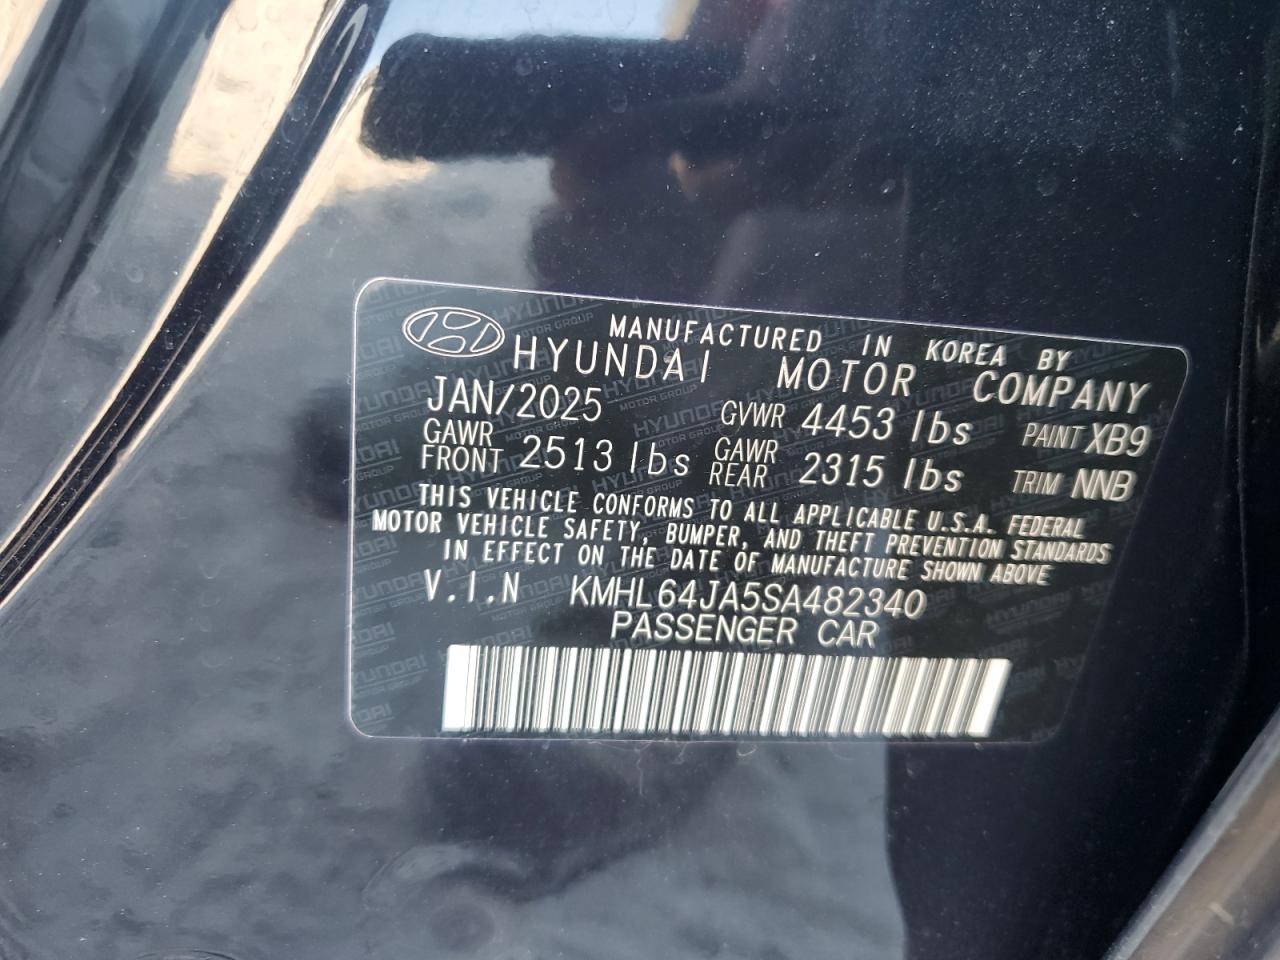 MANUFACTURED IN KOREA BY
HYUNDAI MOTOR COMPANY
JAN/2025 GVWR 4453 lbs PAINT XB9
GAWR FRONT 2513 lbs GAWR REAR 2315 lbs TRIM NNB
THIS VEHICLE CONFORMS TO ALL APPLICABLE U.S.A. FEDERAL
MOTOR VEHICLE SAFETY, BUMPER, AND THEFT PREVENTION STANDARDS
IN EFFECT ON THE DATE OF MANUFACTURE SHOWN ABOVE
V.I.N KMHL64JA5SA482340
PASSENGER CAR